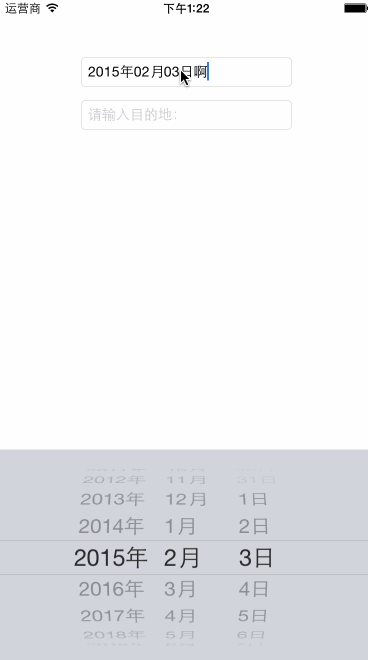 运营商 下午1:22
2015年02月03日啊
请输入目的地:
2012年 11月 31日
2013年 12月 1日
2014年 1月 2日
2015年 2月 3日
2016年 3月 4日
2017年 4月 5日
2018年 5月 6日